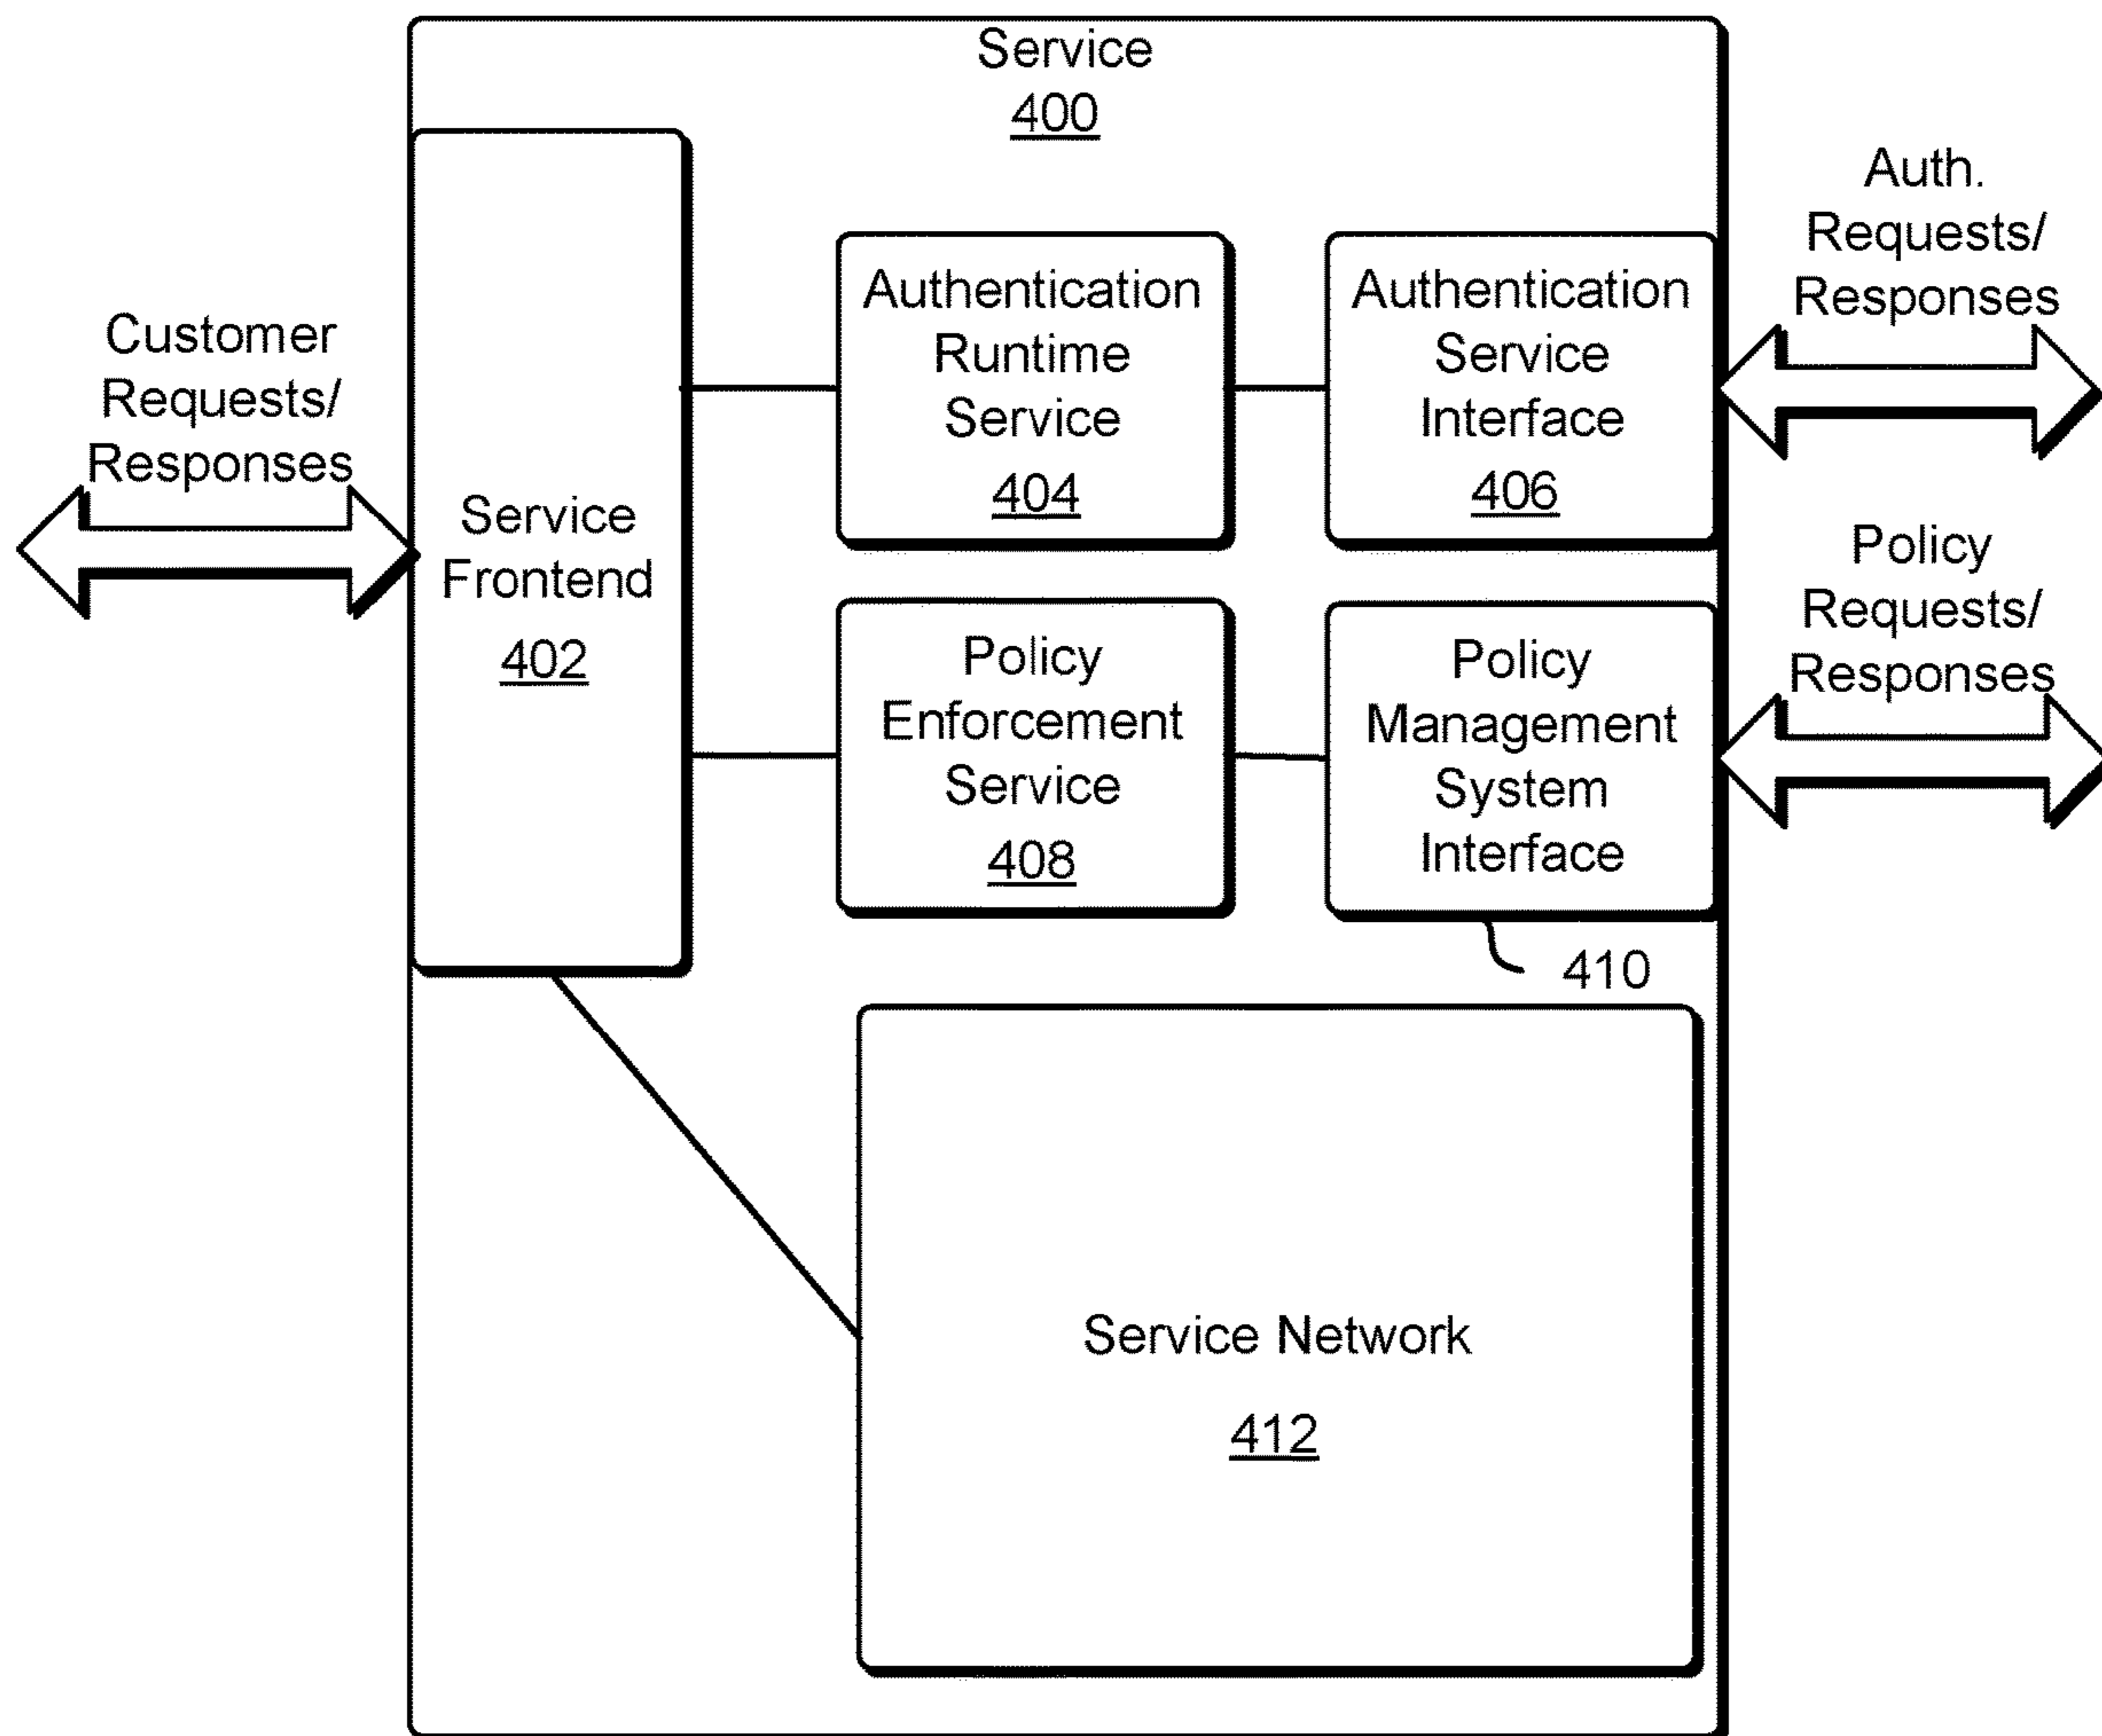 Service
400
Customer
Requests/
Responses
Service
Frontend
402
Authentication
Runtime
Service
404
Authentication
Service
Interface
406
Auth.
Requests/
Responses
Policy
Enforcement
Service
408
Policy
Management
System
Interface
410
Policy
Requests/
Responses
Service Network
412